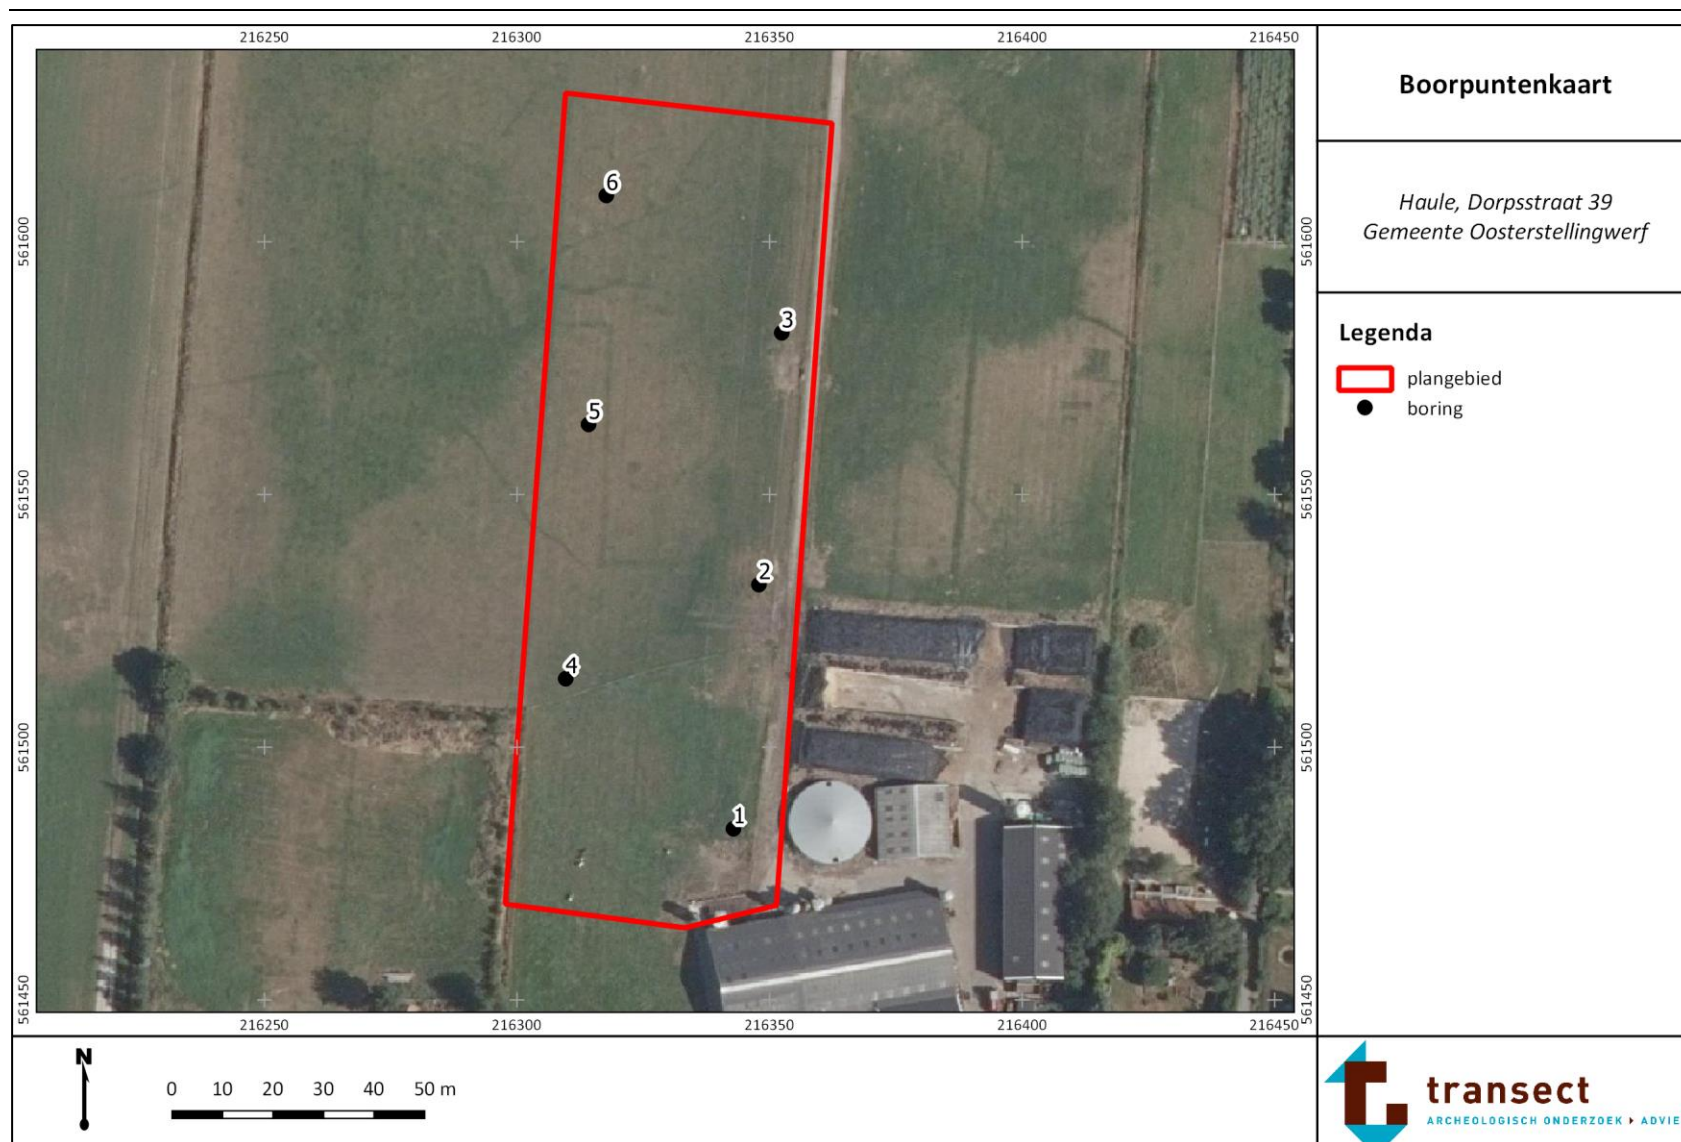 216250 216300 216350 216400 216450
Boorpuntenkaart
Haule, Dorpsstraat 39
Gemeente Oosterstellingwerf
Legenda
plangebied
boring
561600 561600
561550 561550
561500 561500
561450 561450
6
3
5
2
4
1
216250 216300 216350 216400 216450
N
0 10 20 30 40 50 m
transect
ARCHEOLOGISCH ONDERZOEK ADVIE